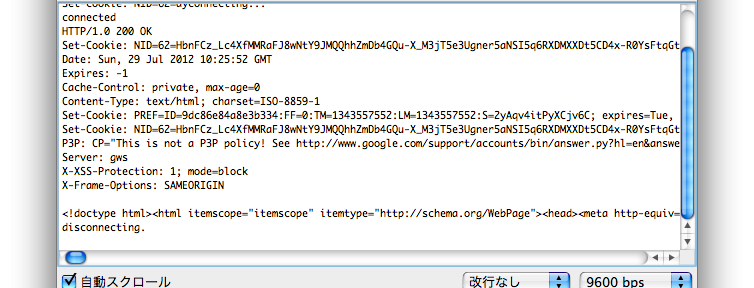 Set-Cookie: NID=62=ayconnecting...
connected
HTTP/1.0 200 OK
Set-Cookie: NID=62=HbnFCz_Lc4XfMMRaFJ8wNtY9JMQQhhZmDb4GQu-X_M3jT5e3Ugner5aNSI5q6RXDMXXDt5CD4x-R0YsFtqGt
Date: Sun, 29 Jul 2012 10:25:52 GMT
Expires: -1
Cache-Control: private, max-age=0
Content-Type: text/html; charset=ISO-8859-1
Set-Cookie: PREF=ID=9dc86e84a8e3b334:FF=0:TM=1343557552:LM=1343557552:S=2yAqv4itPyXCjv6C; expires=Tue,
Set-Cookie: NID=62=HbnFCz_Lc4XfMMRaFJ8wNtY9JMQQhhZmDb4GQu-X_M3jT5e3Ugner5aNSI5q6RXDMXXDt5CD4x-R0YsFtqGt
P3P: CP="This is not a P3P policy! See http://www.google.com/support/accounts/bin/answer.py?hl=en&answe
Server: gws
X-XSS-Protection: 1; mode=block
X-Frame-Options: SAMEORIGIN
<!doctype html><html itemscope="itemscope" itemtype="http://schema.org/WebPage"><head><meta http-equiv=
disconnecting.
自動スクロール 改行なし 9600 bps